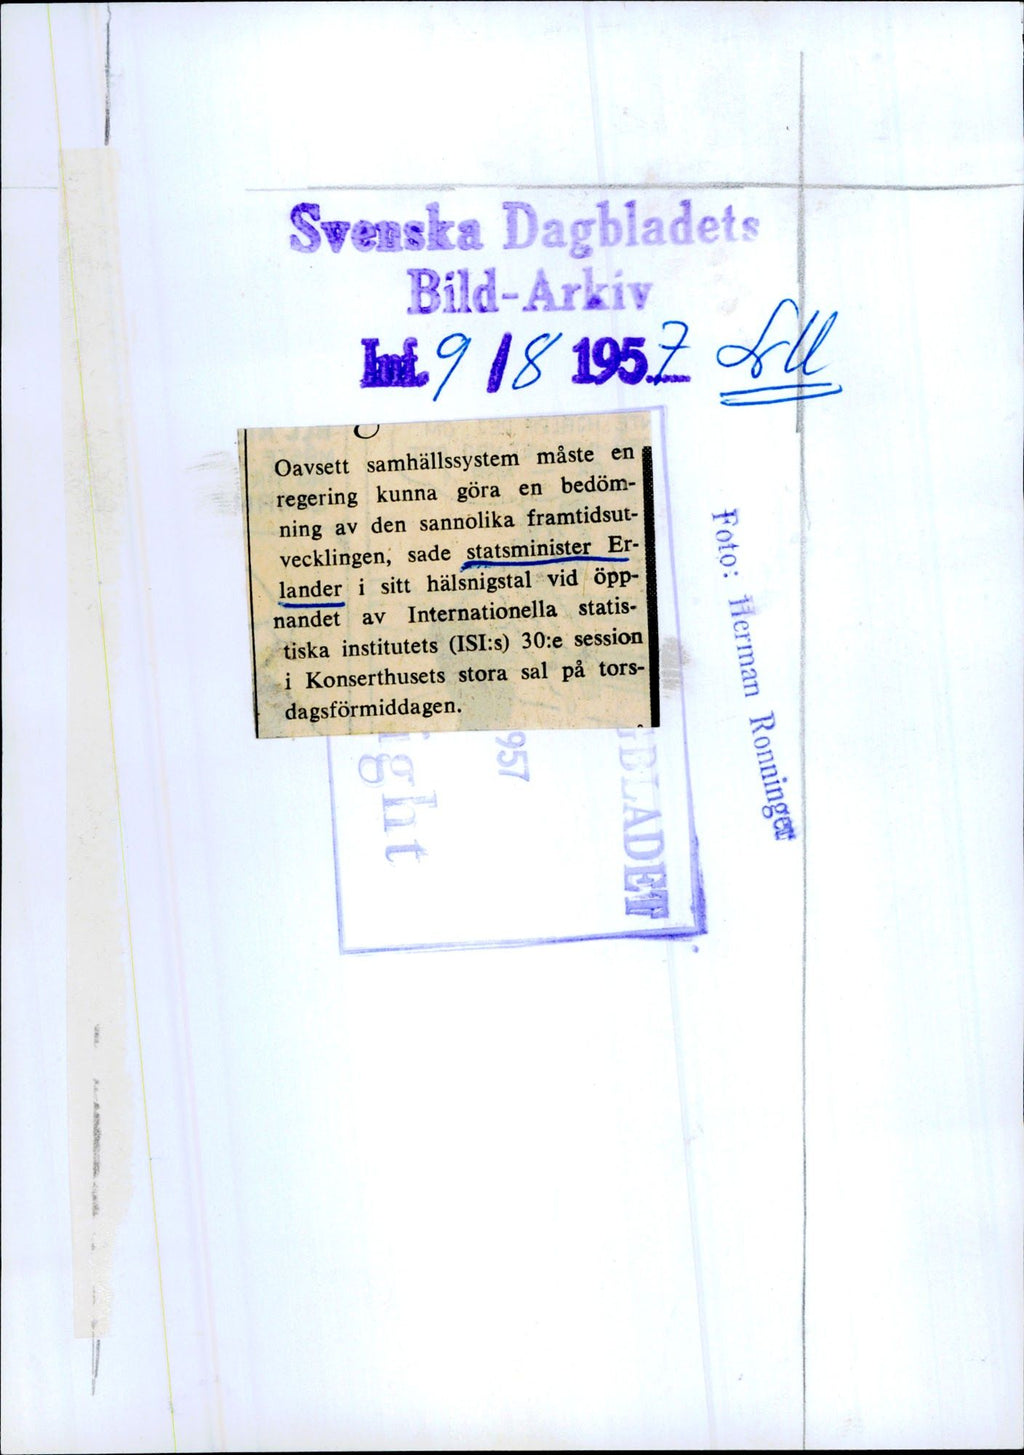 Svenska Dagbladets
Bild-Arkiv
Inf. 9/8 1957
Oavsett samhällssystem måste en
regering kunna göra en bedöm-
ning av den sannolika framtidsut-
vecklingen, sade statsminister Er-
lander i sitt hälsnigstal vid öpp-
nandet av Internationella statis-
tiska institutets (ISI:s) 30:e session
i Konserthusets stora sal på tors-
dagsförmiddagen.
Foto: Herman Ronninger
BLADET
957
ight